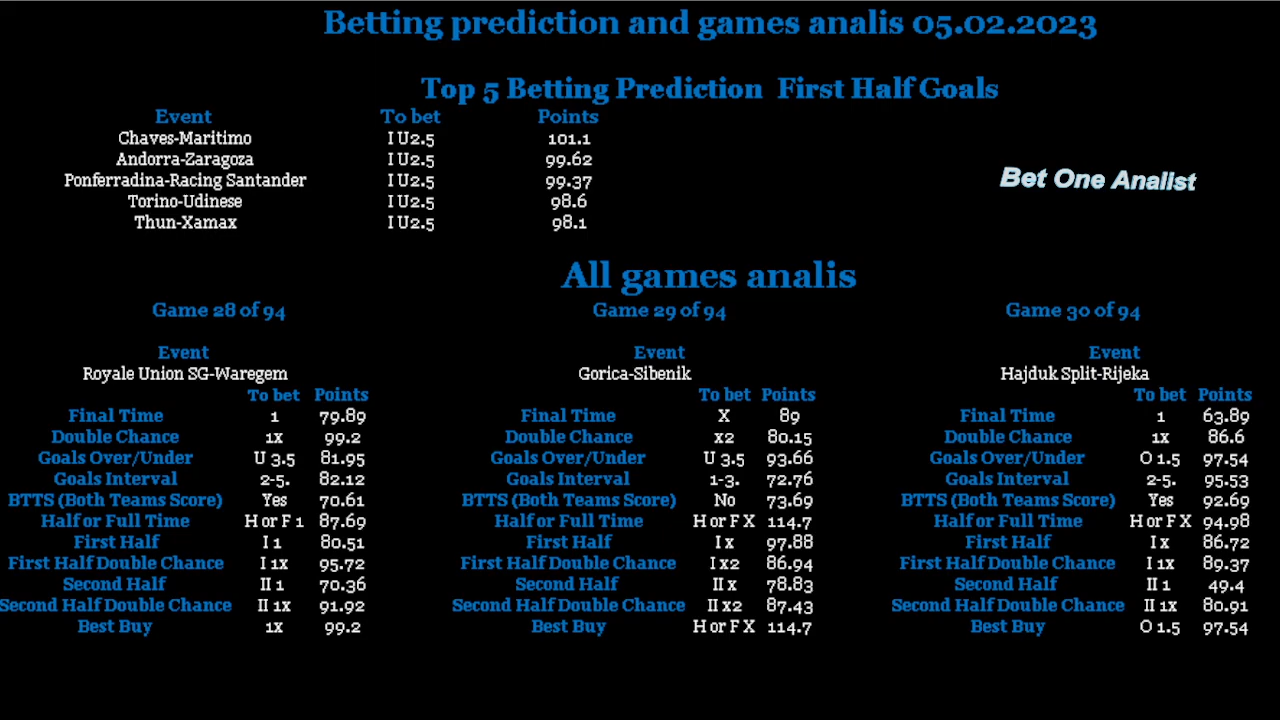 Betting prediction and games analis 05.02.2023
Top 5 Betting Prediction First Half Goals
Event To bet Points
Chaves-Maritimo I U2.5 101.1
Andorra-Zaragoza I U2.5 99.62
Ponferradina-Racing Santander I U2.5 99.37
Torino-Udinese I U2.5 98.6
Thun-Xamax I U2.5 98.1
Bet One Analist
All games analis
Game 28 of 94 Game 29 of 94 Game 30 of 94
Event Event Event
Royale Union SG-Waregem Gorica-Sibenik Hajduk Split-Rijeka
To bet Points To bet Points To bet Points
Final Time 1 79.89 Final Time X 89 Final Time 1 63.89
Double Chance 1x 99.2 Double Chance x2 80.15 Double Chance 1x 86.6
Goals Over/Under U 3.5 81.95 Goals Over/Under U 3.5 93.66 Goals Over/Under O 1.5 97.54
Goals Interval 2-5. 82.12 Goals Interval 1-3. 72.76 Goals Interval 2-5. 95.53
BTTS (Both Teams Score) Yes 70.61 BTTS (Both Teams Score) No 73.69 BTTS (Both Teams Score) Yes 92.69
Half or Full Time H or F 1 87.69 Half or Full Time H or F X 114.7 Half or Full Time H or F X 94.98
First Half I 1 80.51 First Half I x 97.88 First Half I x 86.72
First Half Double Chance I 1x 95.72 First Half Double Chance I x2 86.94 First Half Double Chance I 1x 89.37
Second Half II 1 70.36 Second Half II x 78.83 Second Half II 1 49.4
Second Half Double Chance II 1x 91.92 Second Half Double Chance II x2 87.43 Second Half Double Chance II 1x 80.91
Best Buy 1x 99.2 Best Buy H or F X 114.7 Best Buy O 1.5 97.54